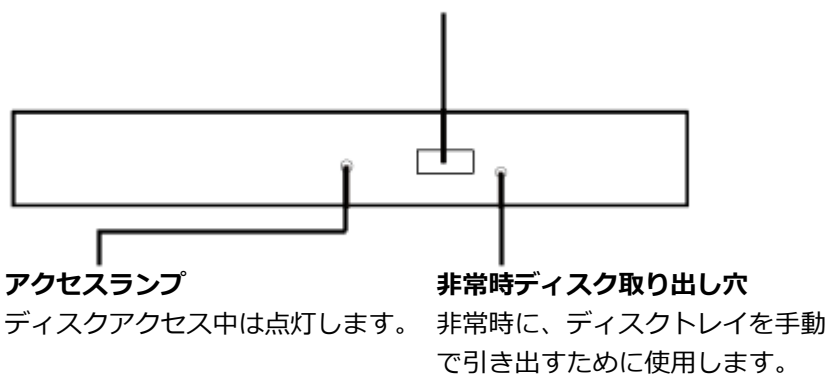 アクセスランプ
ディスクアクセス中は点灯します。
非常時ディスク取り出し穴
非常時に、ディスクトレイを手動
で引き出すために使用します。